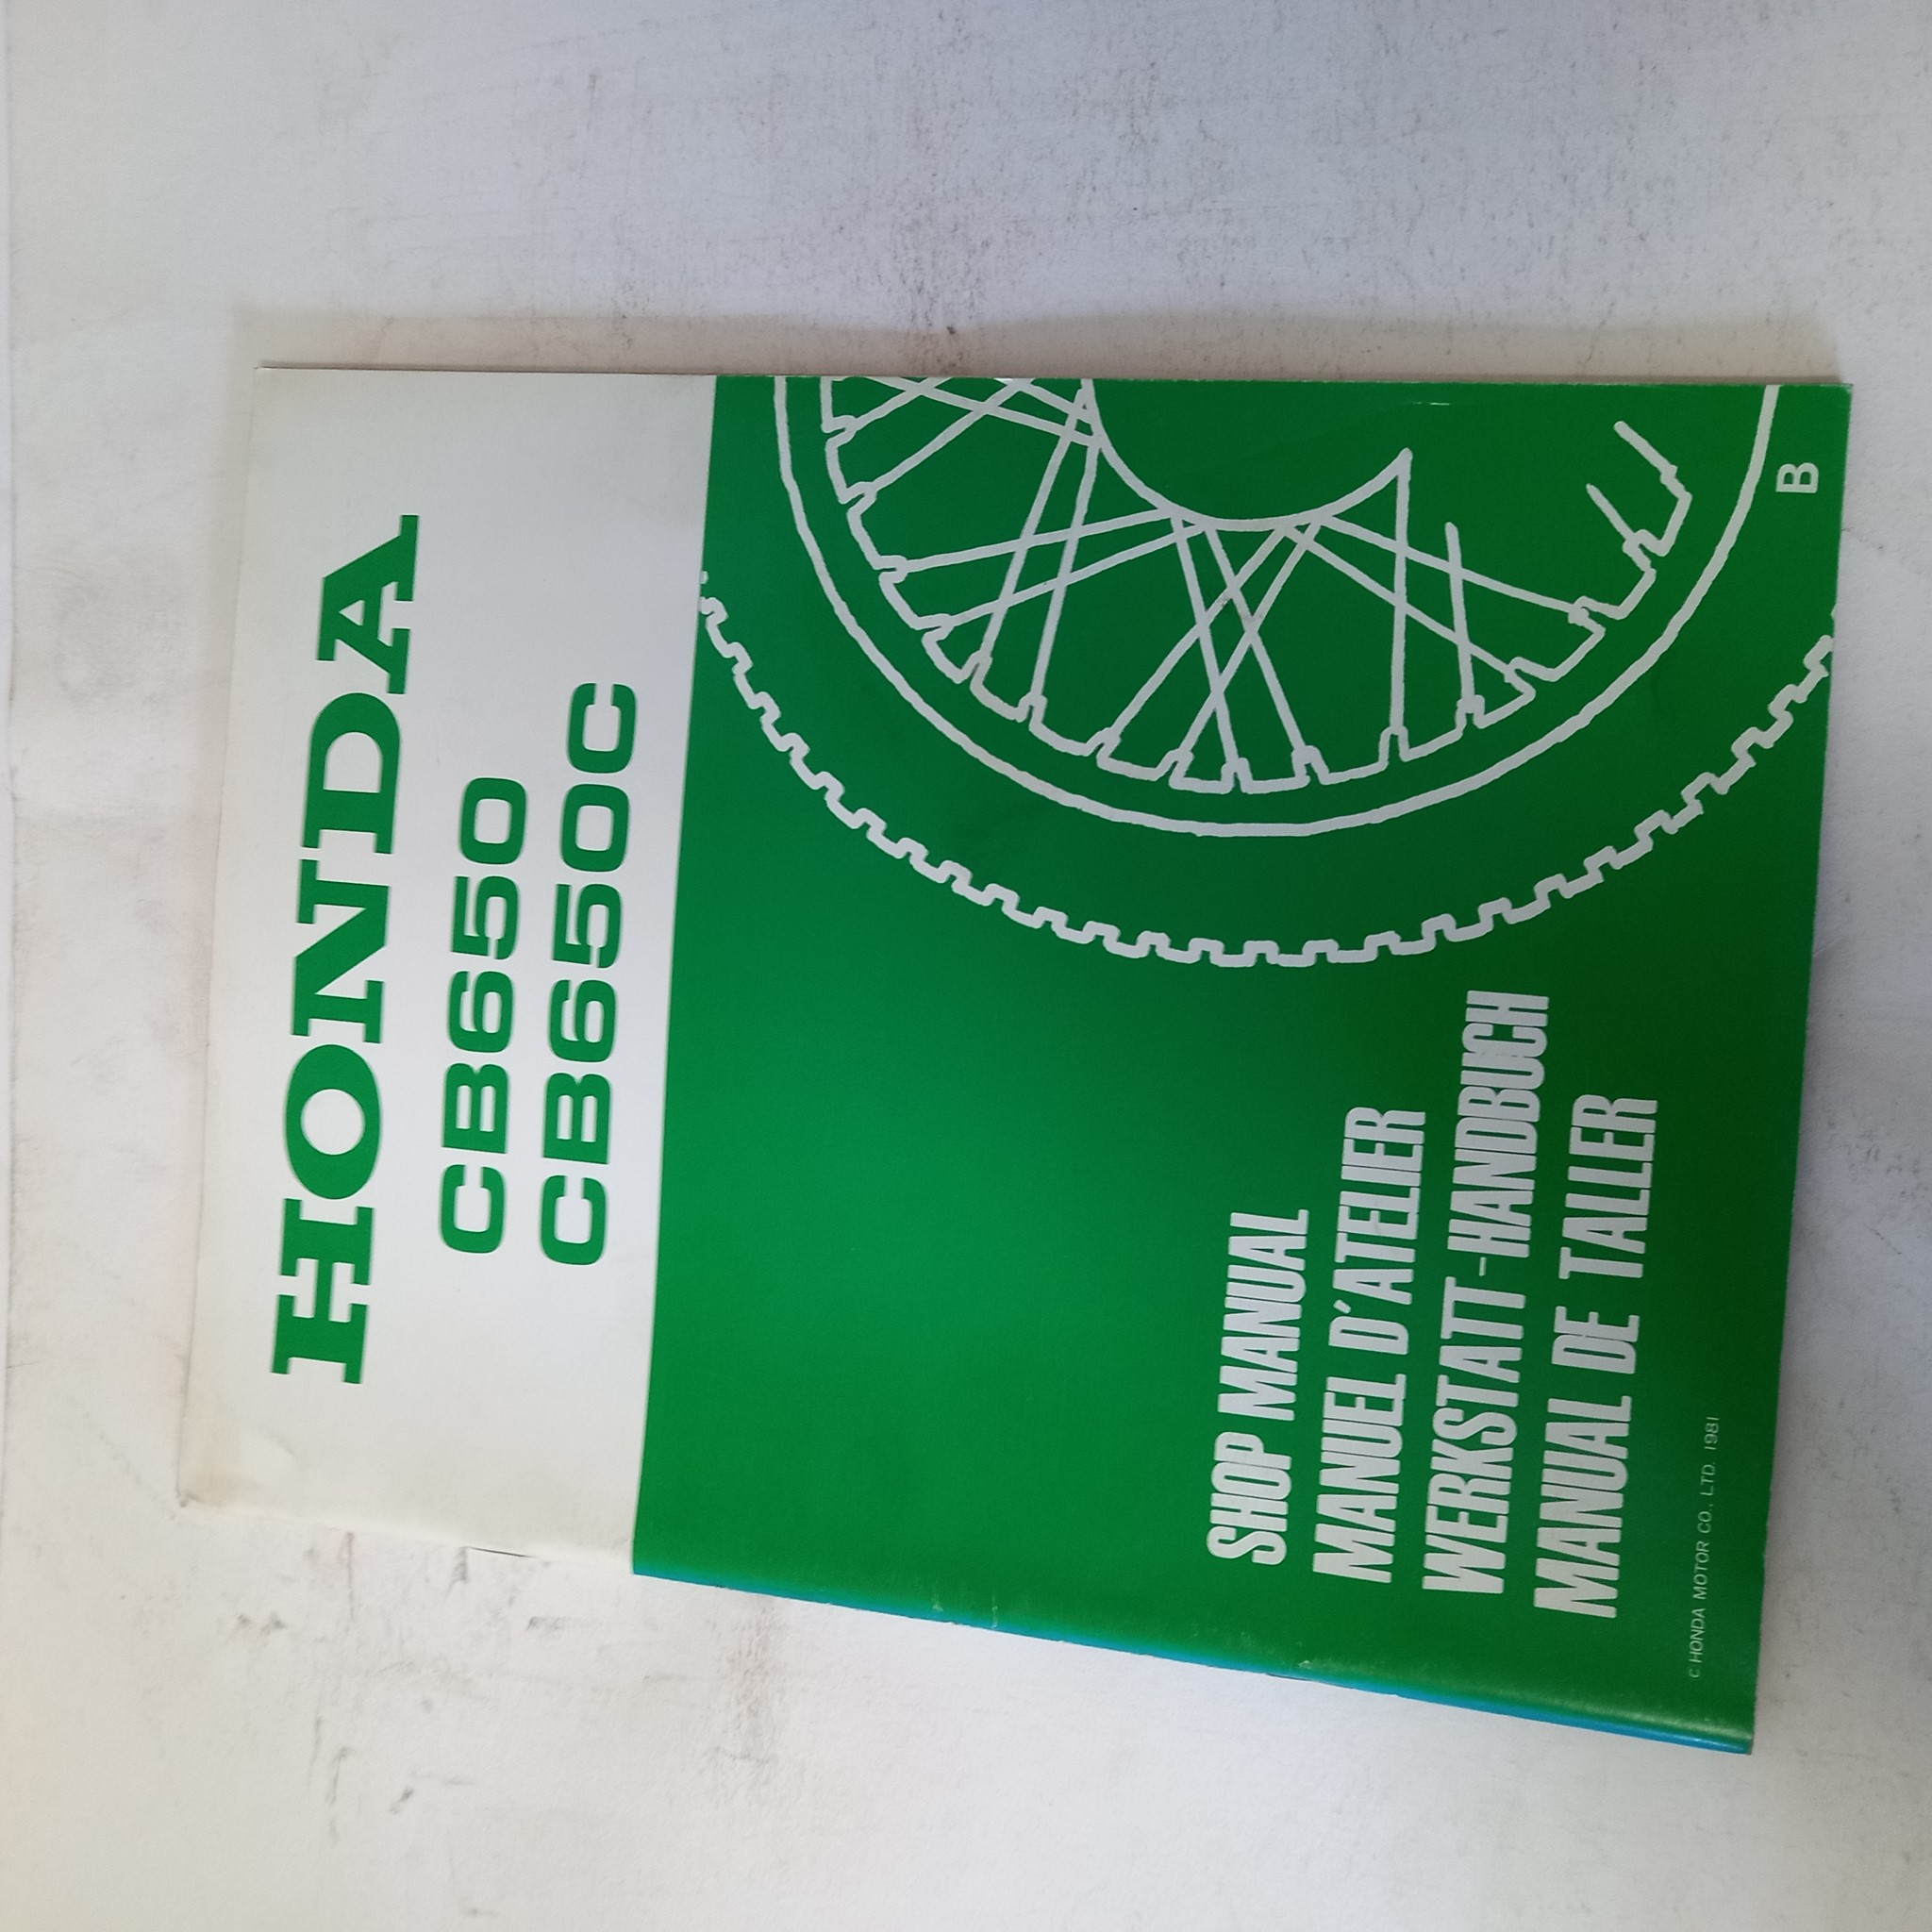 HONDA
CB650
CB650C
SHOP MANUAL
MANUEL D'ATELIER
WERKSTATT-HANDBUCH
MANUAL DE TALLER
© HONDA MOTOR CO., LTD. 1981
B